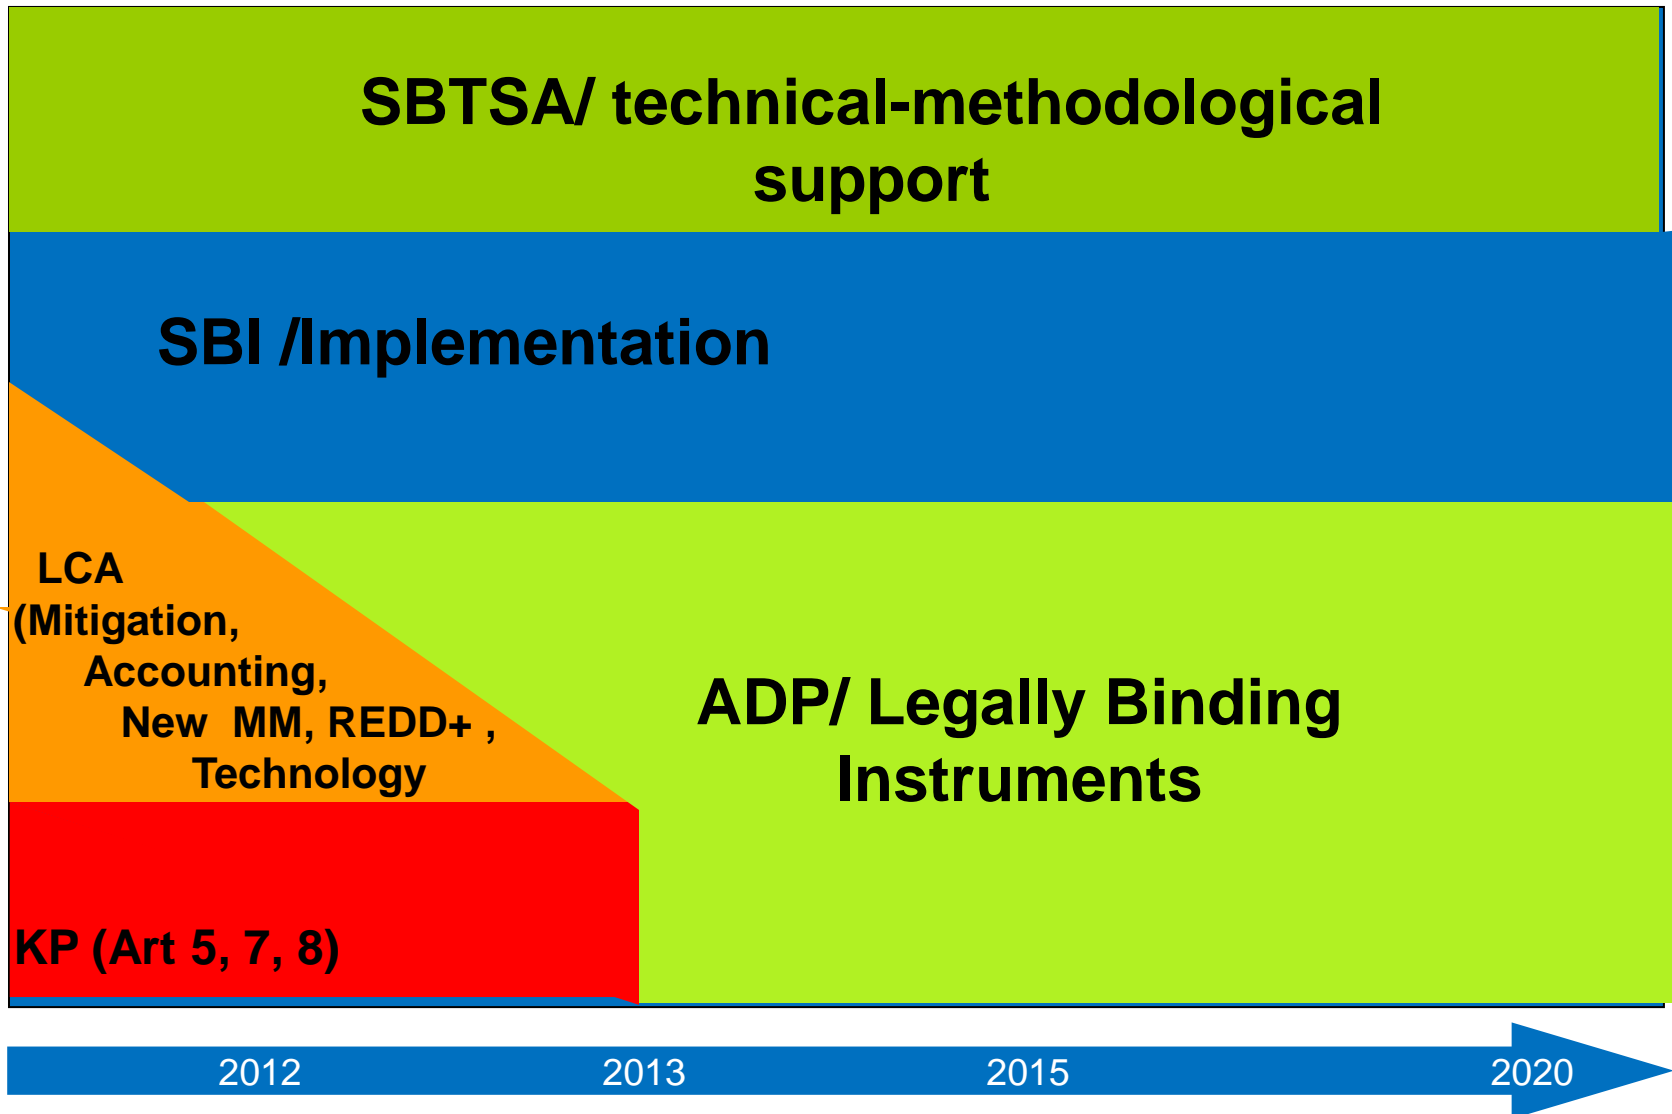 SBTSA/ technical-methodological
support
SBI /Implementation
LCA
(Mitigation,
Accounting,
New MM, REDD+ ,
Technology
ADP/ Legally Binding
Instruments
KP (Art 5, 7, 8)
2012 2013 2015 2020